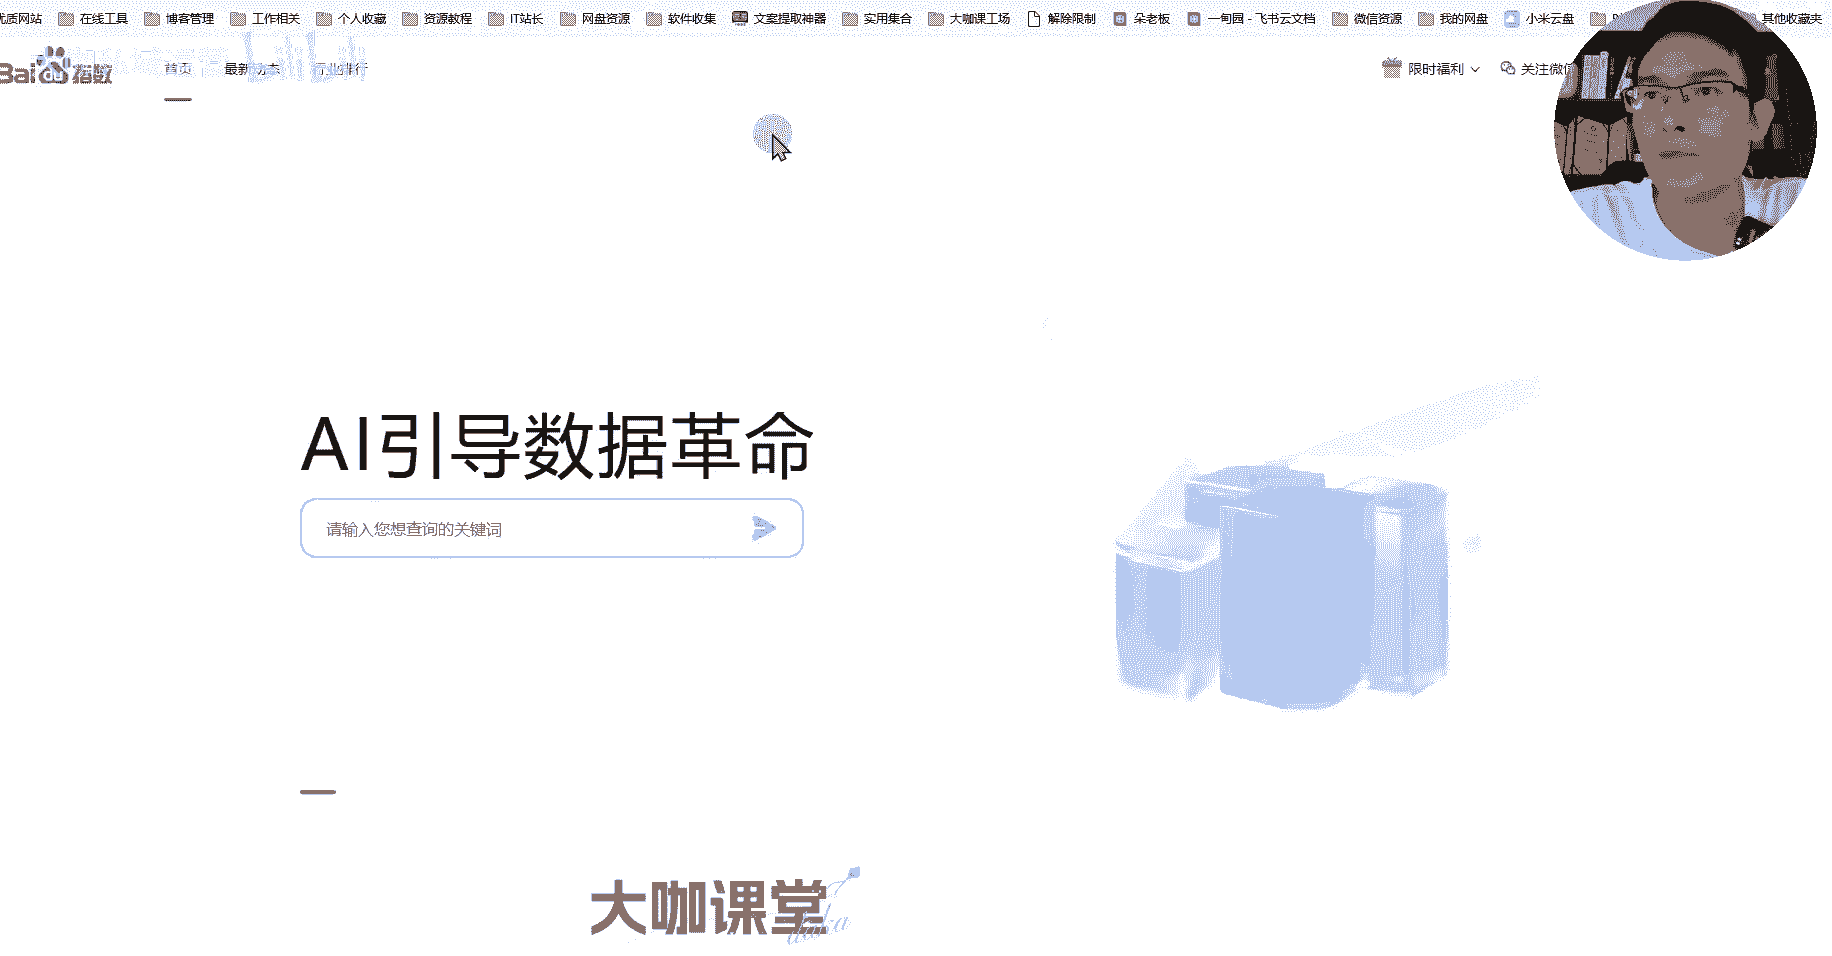 优质网站 在线工具 博客管理 工作相关 个人收藏 资源教程 IT站长 网盘资源 软件收集 文案提取神器 实用集合 大咖课工场 解除限制 朵老板 一甸园 - 飞书云文档 微信资源 我的网盘 小米云盘 其他收藏夹
Bai 指数 首页 最新动态 行业排行 bilibili 限时福利 关注微信
AI引导数据革命
请输入您想查询的关键词
大咖课堂
daka